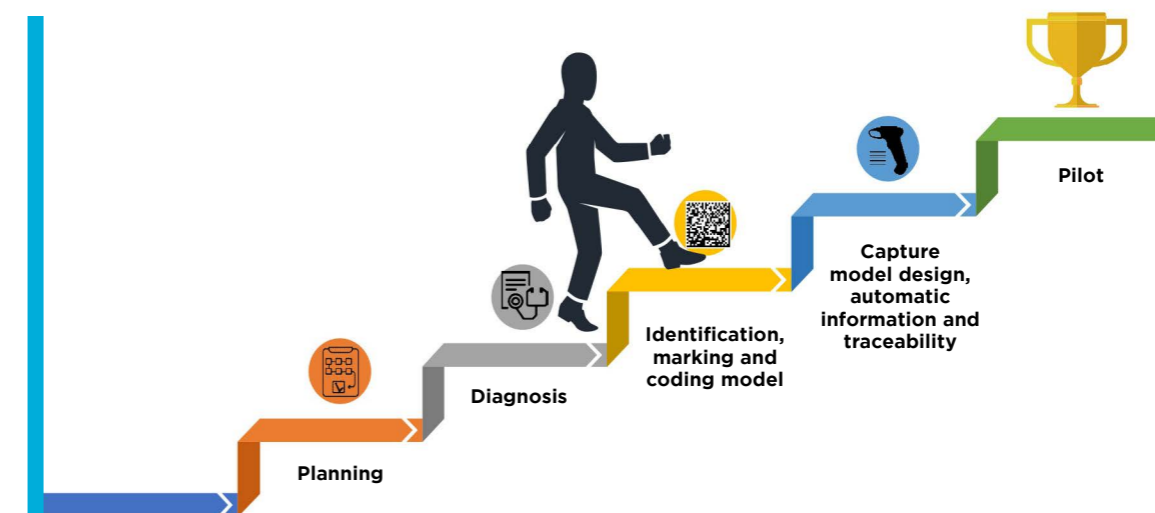 Planning
Diagnosis
Identification,
marking and
coding model
Capture
model design,
automatic
information and
traceability
Pilot